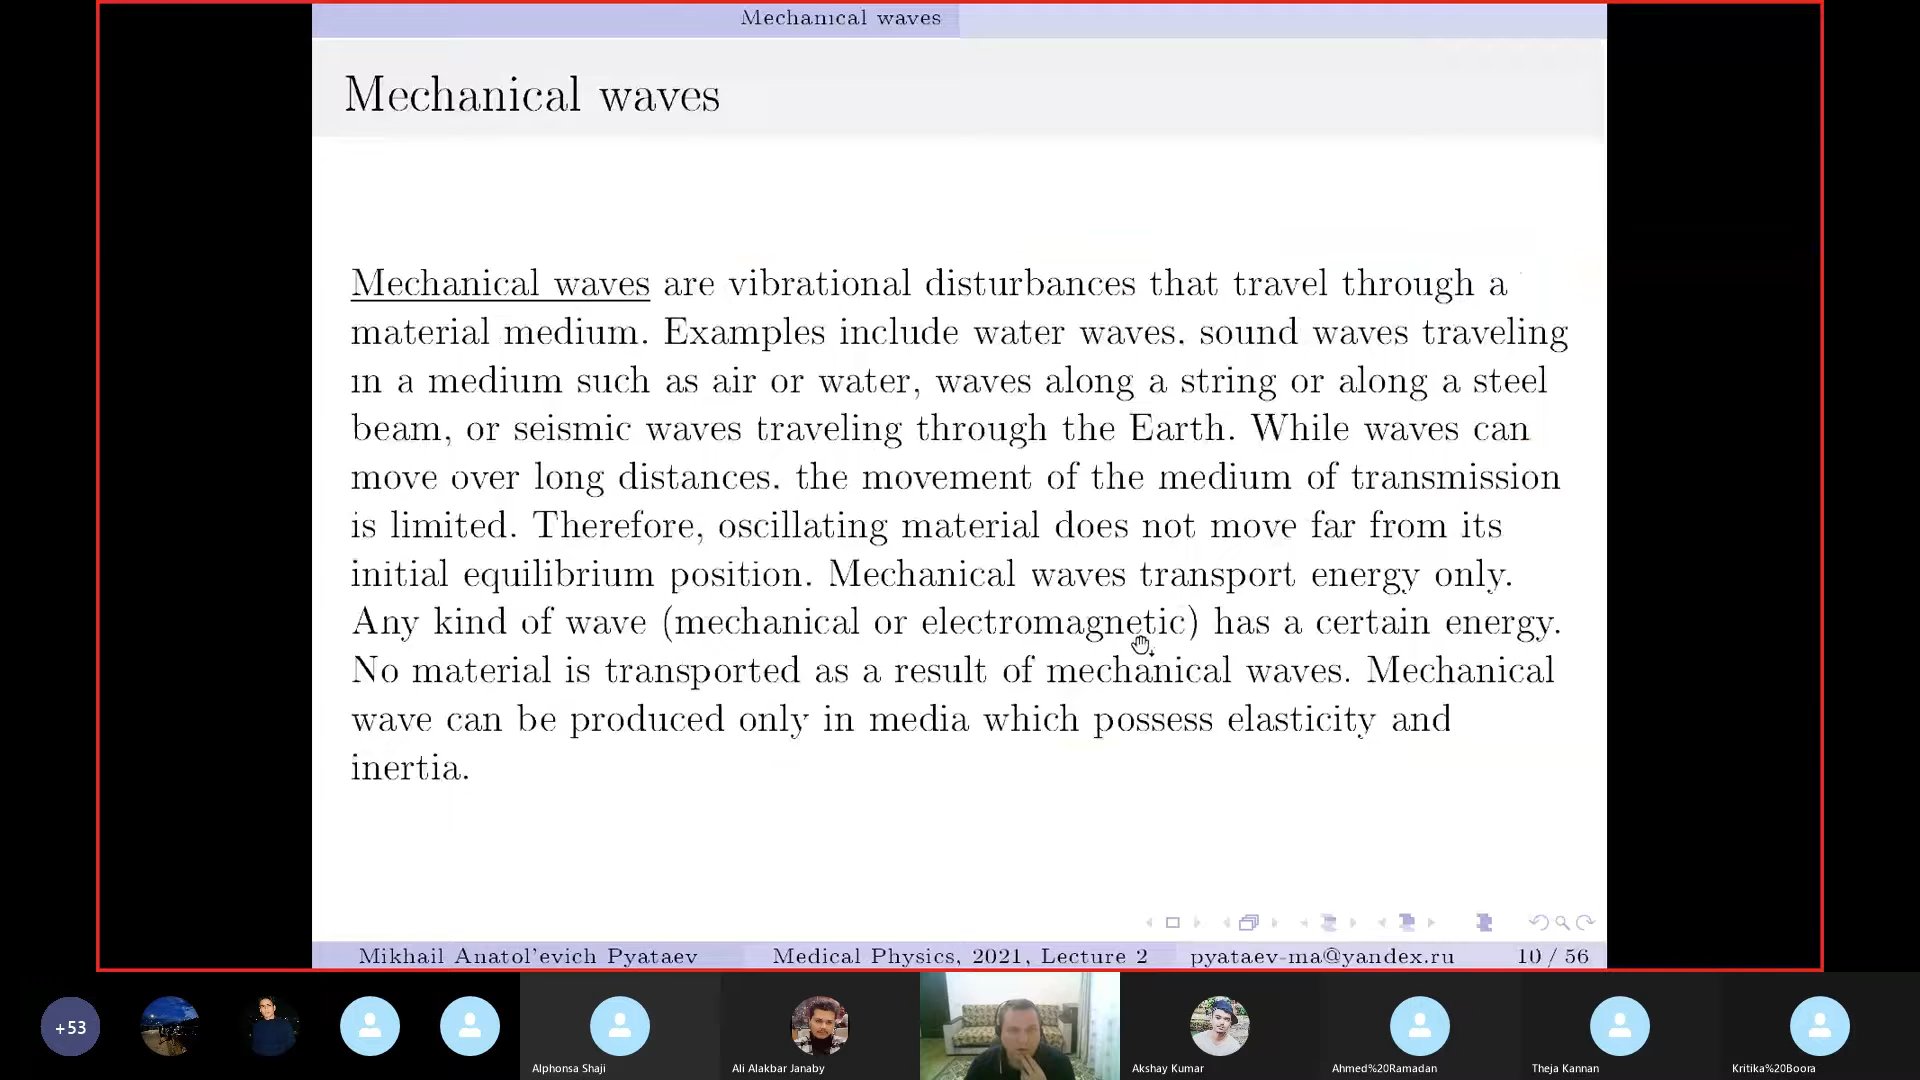 Mechanical waves
Mechanical waves
Mechanical waves are vibrational disturbances that travel through a
material medium. Examples include water waves, sound waves traveling
in a medium such as air or water, waves along a string or along a steel
beam, or seismic waves traveling through the Earth. While waves can
move over long distances, the movement of the medium of transmission
is limited. Therefore, oscillating material does not move far from its
initial equilibrium position. Mechanical waves transport energy only.
Any kind of wave (mechanical or electromagnetic) has a certain energy.
No material is transported as a result of mechanical waves. Mechanical
wave can be produced only in media which possess elasticity and
inertia.
Mikhail Anatol'evich Pyataev Medical Physics, 2021, Lecture 2 pyataev-ma@yandex.ru 10 / 56
+53
Alphonsa Shaji
Ali Alakbar Janaby
Akshay Kumar
Ahmed%20Ramadan
Theja Kannan
Kritika%20Boora